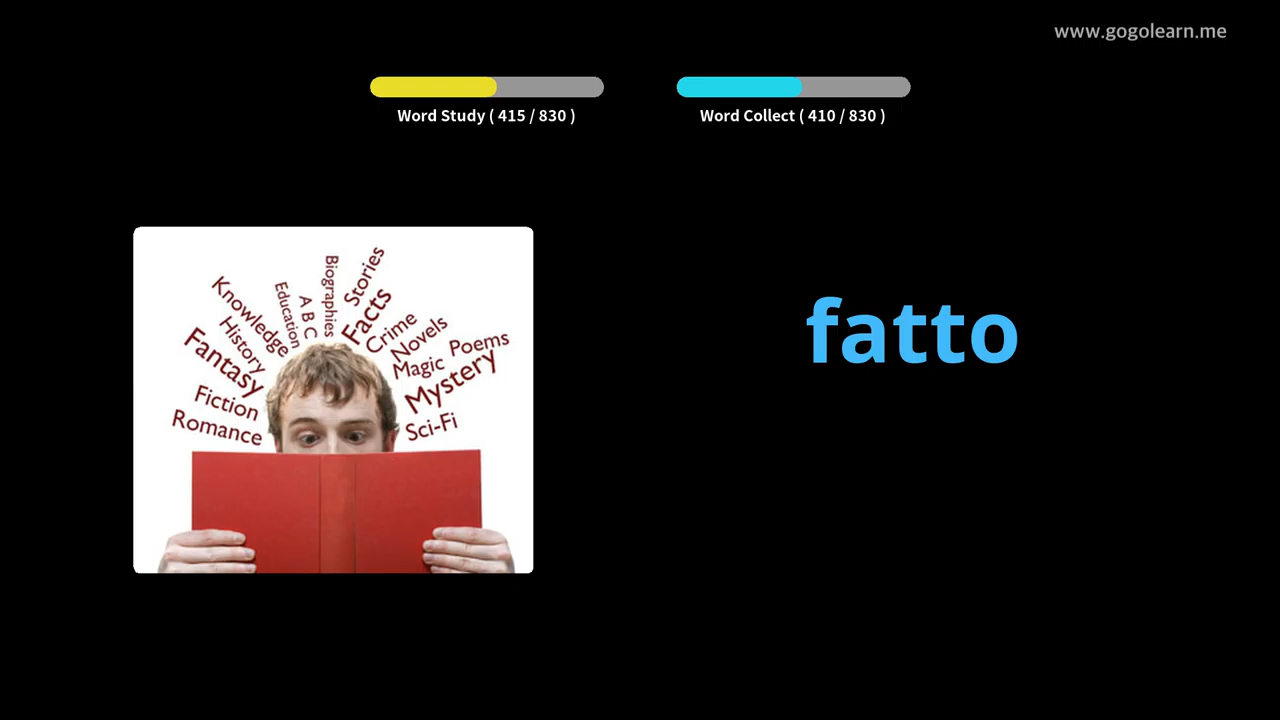 www.gogolearn.me
Word Study ( 415 / 830 )
Word Collect ( 410 / 830 )
Stories
Biographies
Facts
A B C
Education
Knowledge
Crime
Novels
History
Poems
Magic
Fantasy
Mystery
Fiction
Sci-Fi
Romance
fatto